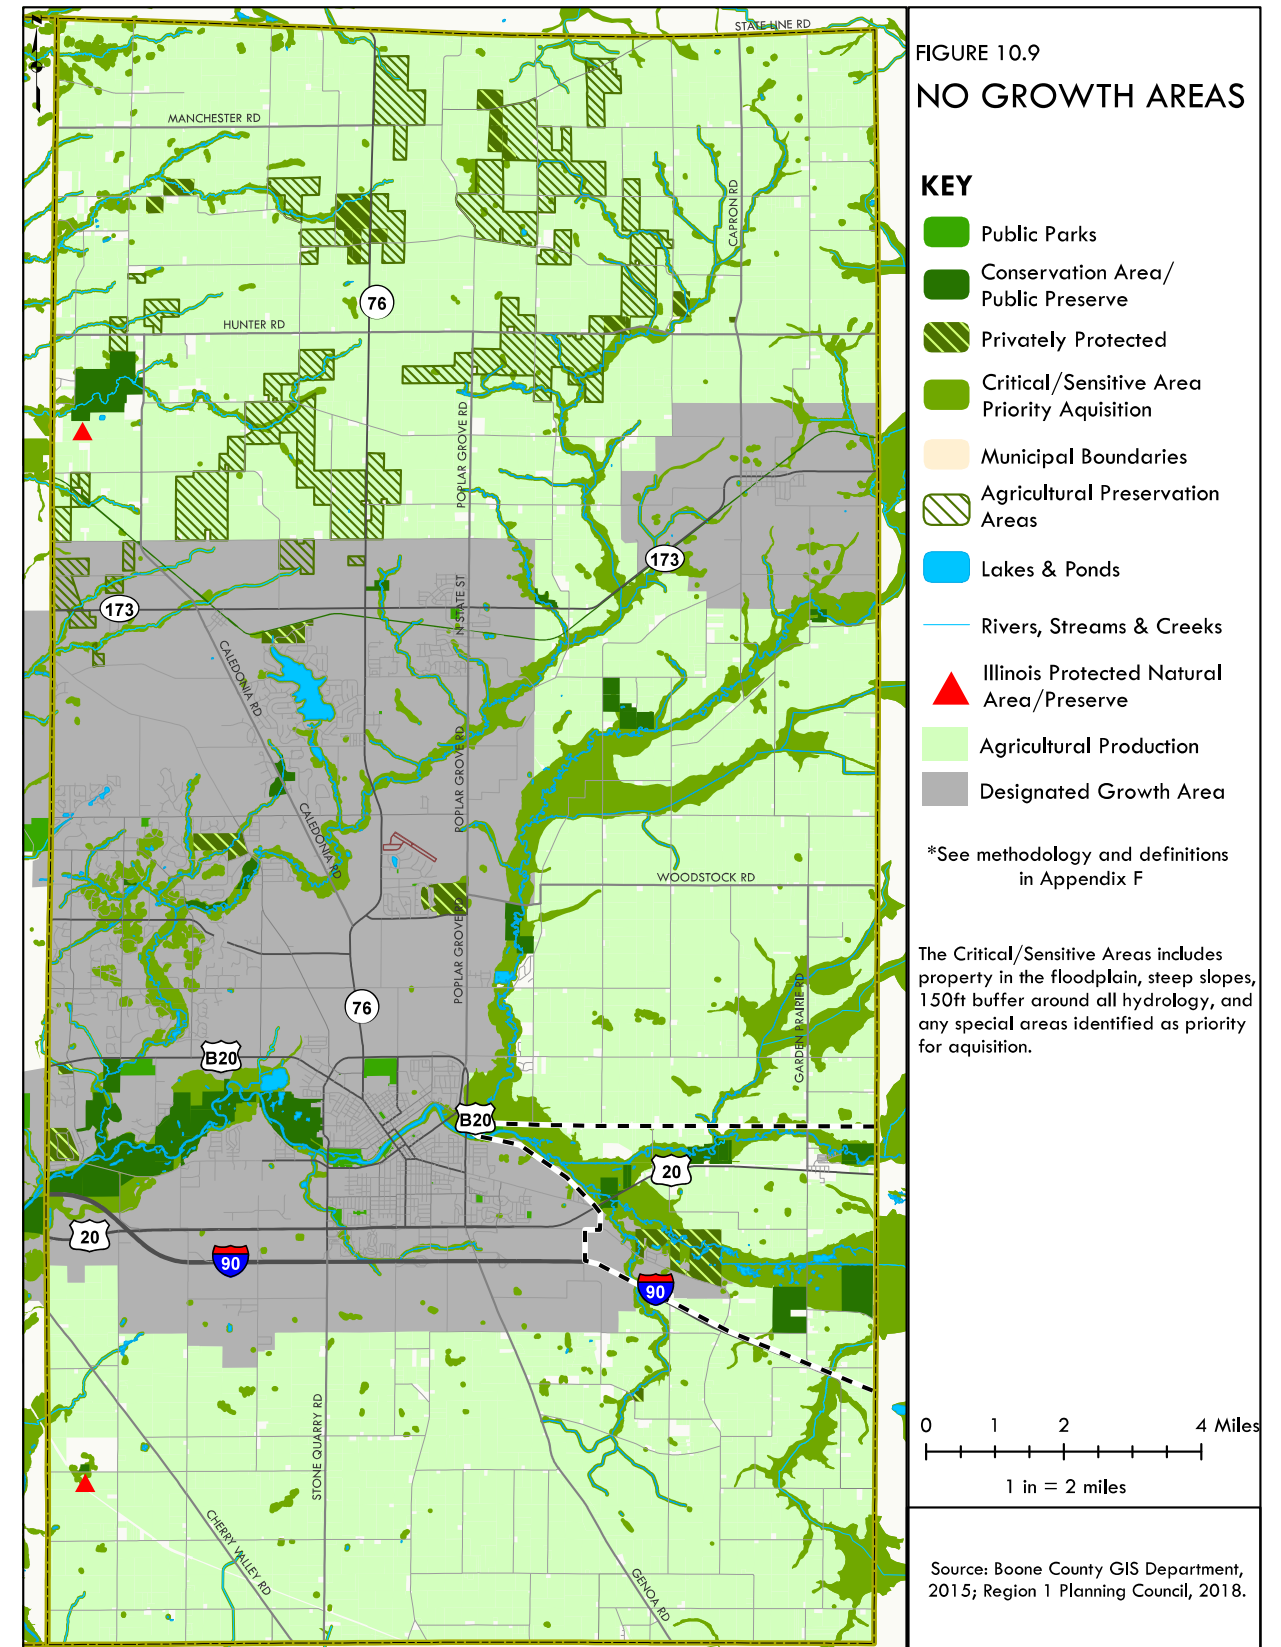 STATE LINE RD
MANCHESTER RD
CAPRON RD
76
HUNTER RD
POPLAR GROVE RD
173
N STATE ST
173
CALEDONIA RD
POPLAR GROVE RD
CALEDONIA RD
WOODSTOCK RD
POPLAR GROVE RD
76
GARDEN PRAIRIE RD
B20
B20
20
20
90
90
STONE QUARRY RD
CHERRY VALLEY RD
GENOA RD
FIGURE 10.9
NO GROWTH AREAS
KEY
Public Parks
Conservation Area/
Public Preserve
Privately Protected
Critical/Sensitive Area
Priority Aquisition
Municipal Boundaries
Agricultural Preservation
Areas
Lakes & Ponds
Rivers, Streams & Creeks
Illinois Protected Natural
Area/Preserve
Agricultural Production
Designated Growth Area
*See methodology and definitions
in Appendix F
The Critical/Sensitive Areas includes
property in the floodplain, steep slopes,
150ft buffer around all hydrology, and
any special areas identified as priority
for aquisition.
0 1 2 4 Miles
1 in = 2 miles
Source: Boone County GIS Department,
2015; Region 1 Planning Council, 2018.